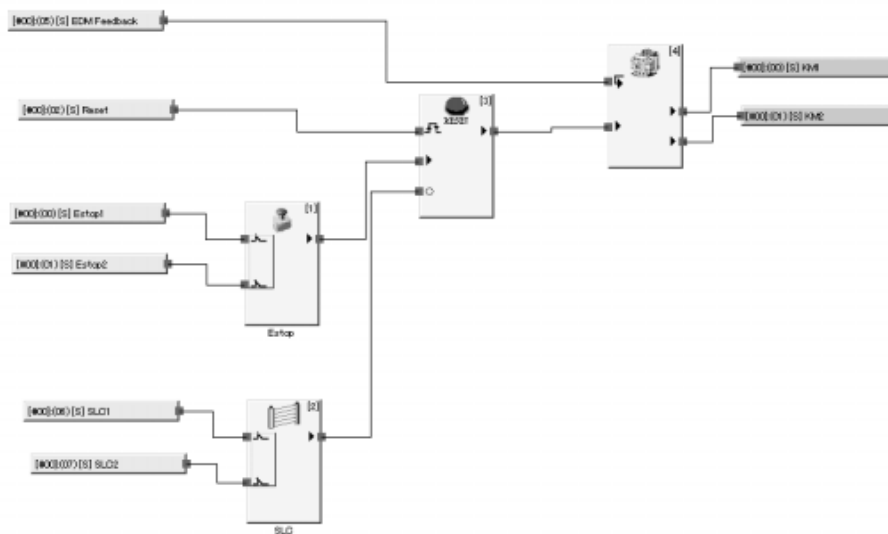 [#00]:(05) [S] EDM Feedback
[4]
[#00]:(00) [S] KM1
[#00]:(02) [S] Reset
[3]
RESET
[#00]:(01) [S] KM2
[#00]:(00) [S] Estop1
[1]
[#00]:(01) [S] Estop2
Estop
[#00]:(06) [S] SLC1
[2]
[#00]:(07) [S] SLC2
SLC